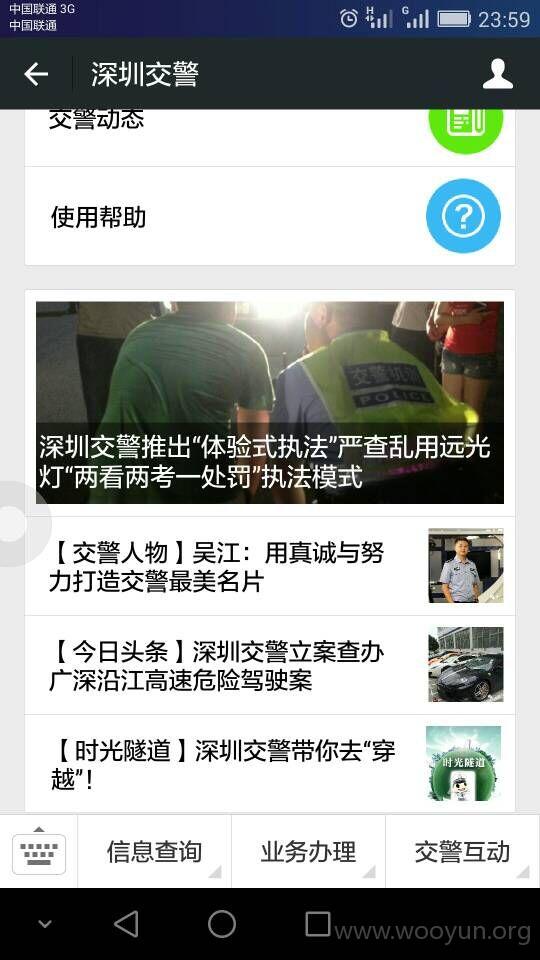 中国联通 3G
中国联通
H
G
23:59
深圳交警
交警动态
使用帮助
?
交警执勤
POLICE
深圳交警推出“体验式执法”严查乱用远光
灯“两看两考一处罚”执法模式
【交警人物】吴江：用真诚与努
力打造交警最美名片
【今日头条】深圳交警立案查办
广深沿江高速危险驾驶案
【时光隧道】深圳交警带你去“穿
越”！
时光隧道
信息查询
业务办理
交警互动
www.wooyun.org